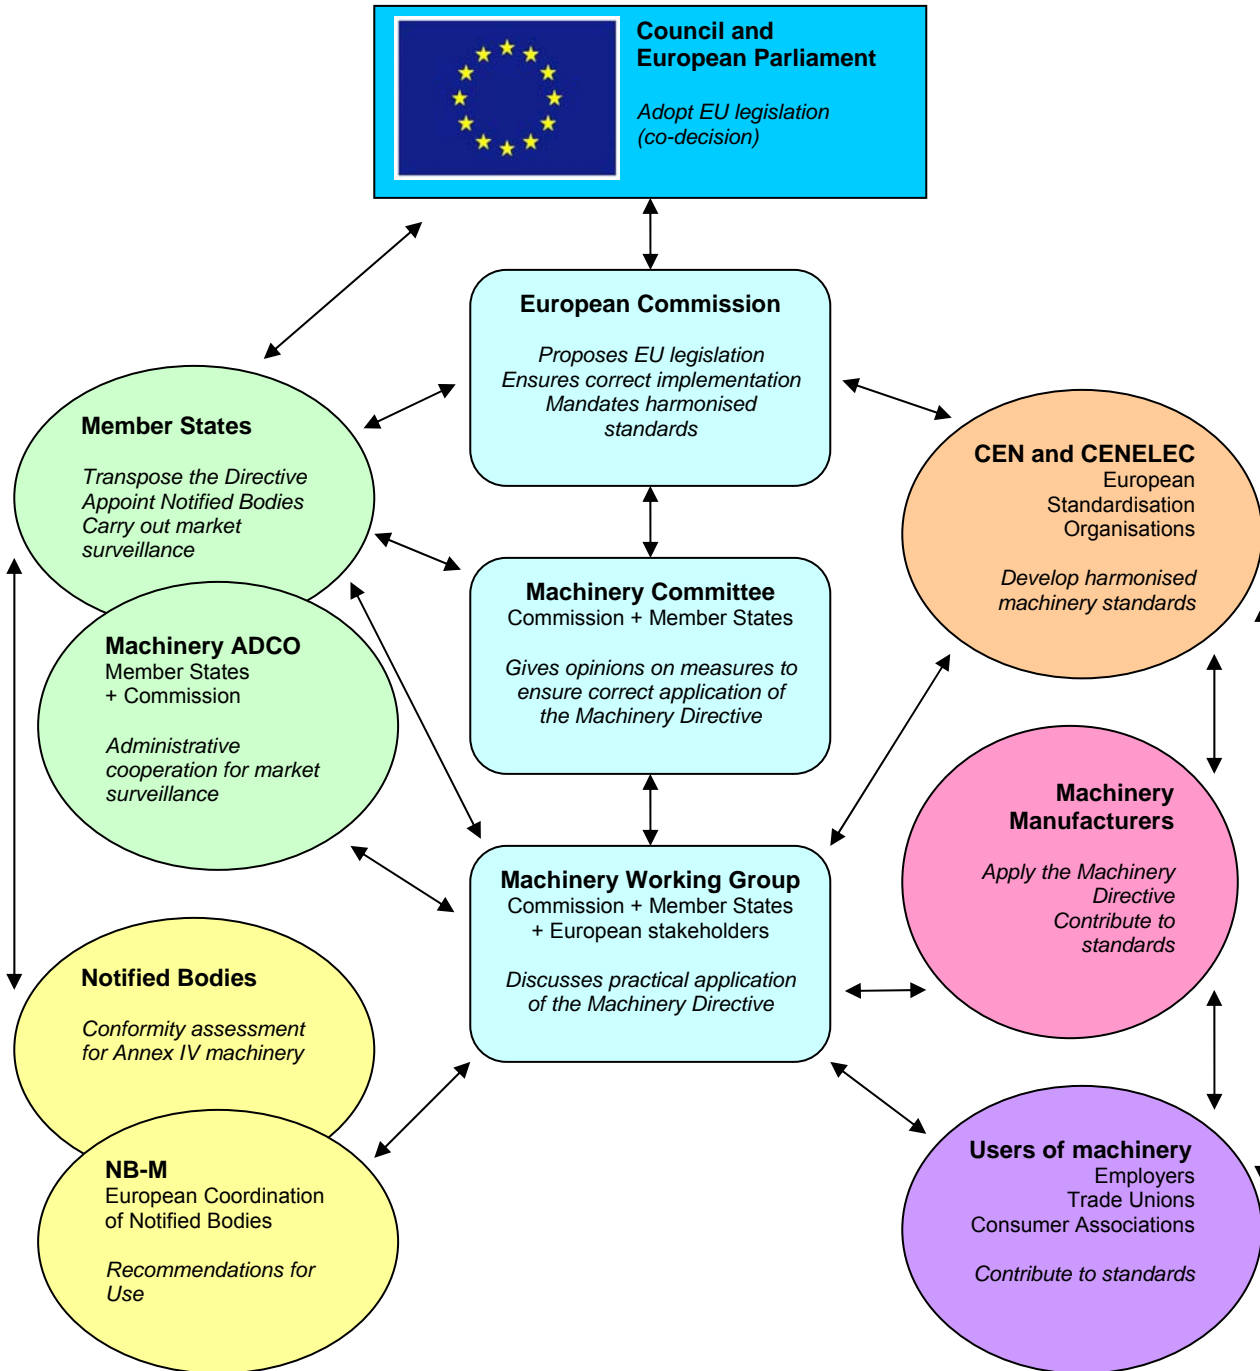 Council and
European Parliament
Adopt EU legislation
(co-decision)
European Commission
Proposes EU legislation
Ensures correct implementation
Mandates harmonised
standards
Member States
Transpose the Directive
Appoint Notified Bodies
Carry out market
surveillance
CEN and CENELEC
European
Standardisation
Organisations
Develop harmonised
machinery standards
Machinery Committee
Commission + Member States
Gives opinions on measures to
ensure correct application of
the Machinery Directive
Machinery ADCO
Member States
+ Commission
Administrative
cooperation for market
surveillance
Machinery
Manufacturers
Apply the Machinery
Directive
Contribute to
standards
Machinery Working Group
Commission + Member States
+ European stakeholders
Discusses practical application
of the Machinery Directive
Notified Bodies
Conformity assessment
for Annex IV machinery
NB-M
European Coordination
of Notified Bodies
Recommendations for
Use
Users of machinery
Employers
Trade Unions
Consumer Associations
Contribute to standards